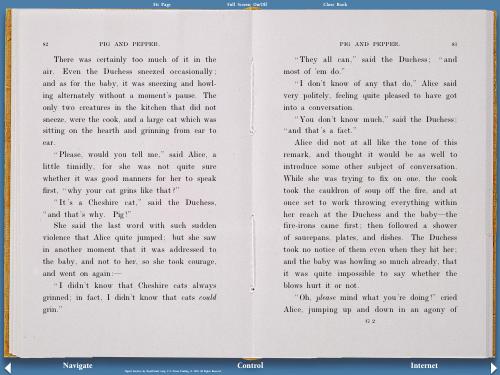 Fit Page Full Screen On/Off Close Book
82 PIG AND PEPPER.
There was certainly too much of it in the
air. Even the Duchess sneezed occasionally;
and as for the baby, it was sneezing and howl-
ing alternately without a moment's pause. The
only two creatures in the kitchen that did not
sneeze, were the cook, and a large cat which was
sitting on the hearth and grinning from ear to
ear.
"Please, would you tell me," said Alice, a
little timidly, for she was not quite sure
whether it was good manners for her to speak
first, "why your cat grins like that?"
"It's a Cheshire cat," said the Duchess,
"and that's why. Pig!"
She said the last word with such sudden
violence that Alice quite jumped; but she saw
in another moment that it was addressed to
the baby, and not to her, so she took courage,
and went on again:—
"I didn't know that Cheshire cats always
grinned; in fact, I didn't know that cats could
grin."
PIG AND PEPPER. 83
"They all can," said the Duchess; "and
most of 'em do."
"I don't know of any that do," Alice said
very politely, feeling quite pleased to have got
into a conversation.
"You don't know much," said the Duchess;
"and that's a fact."
Alice did not at all like the tone of this
remark, and thought it would be as well to
introduce some other subject of conversation.
While she was trying to fix on one, the cook
took the cauldron of soup off the fire, and at
once set to work throwing everything within
her reach at the Duchess and the baby—the
fire-irons came first; then followed a shower
of saucepans, plates, and dishes. The Duchess
took no notice of them even when they hit her;
and the baby was howling so much already, that
it was quite impossible to say whether the
blows hurt it or not.
"Oh, please mind what you're doing!" cried
Alice, jumping up and down in an agony of
G 2
Navigate Control Internet